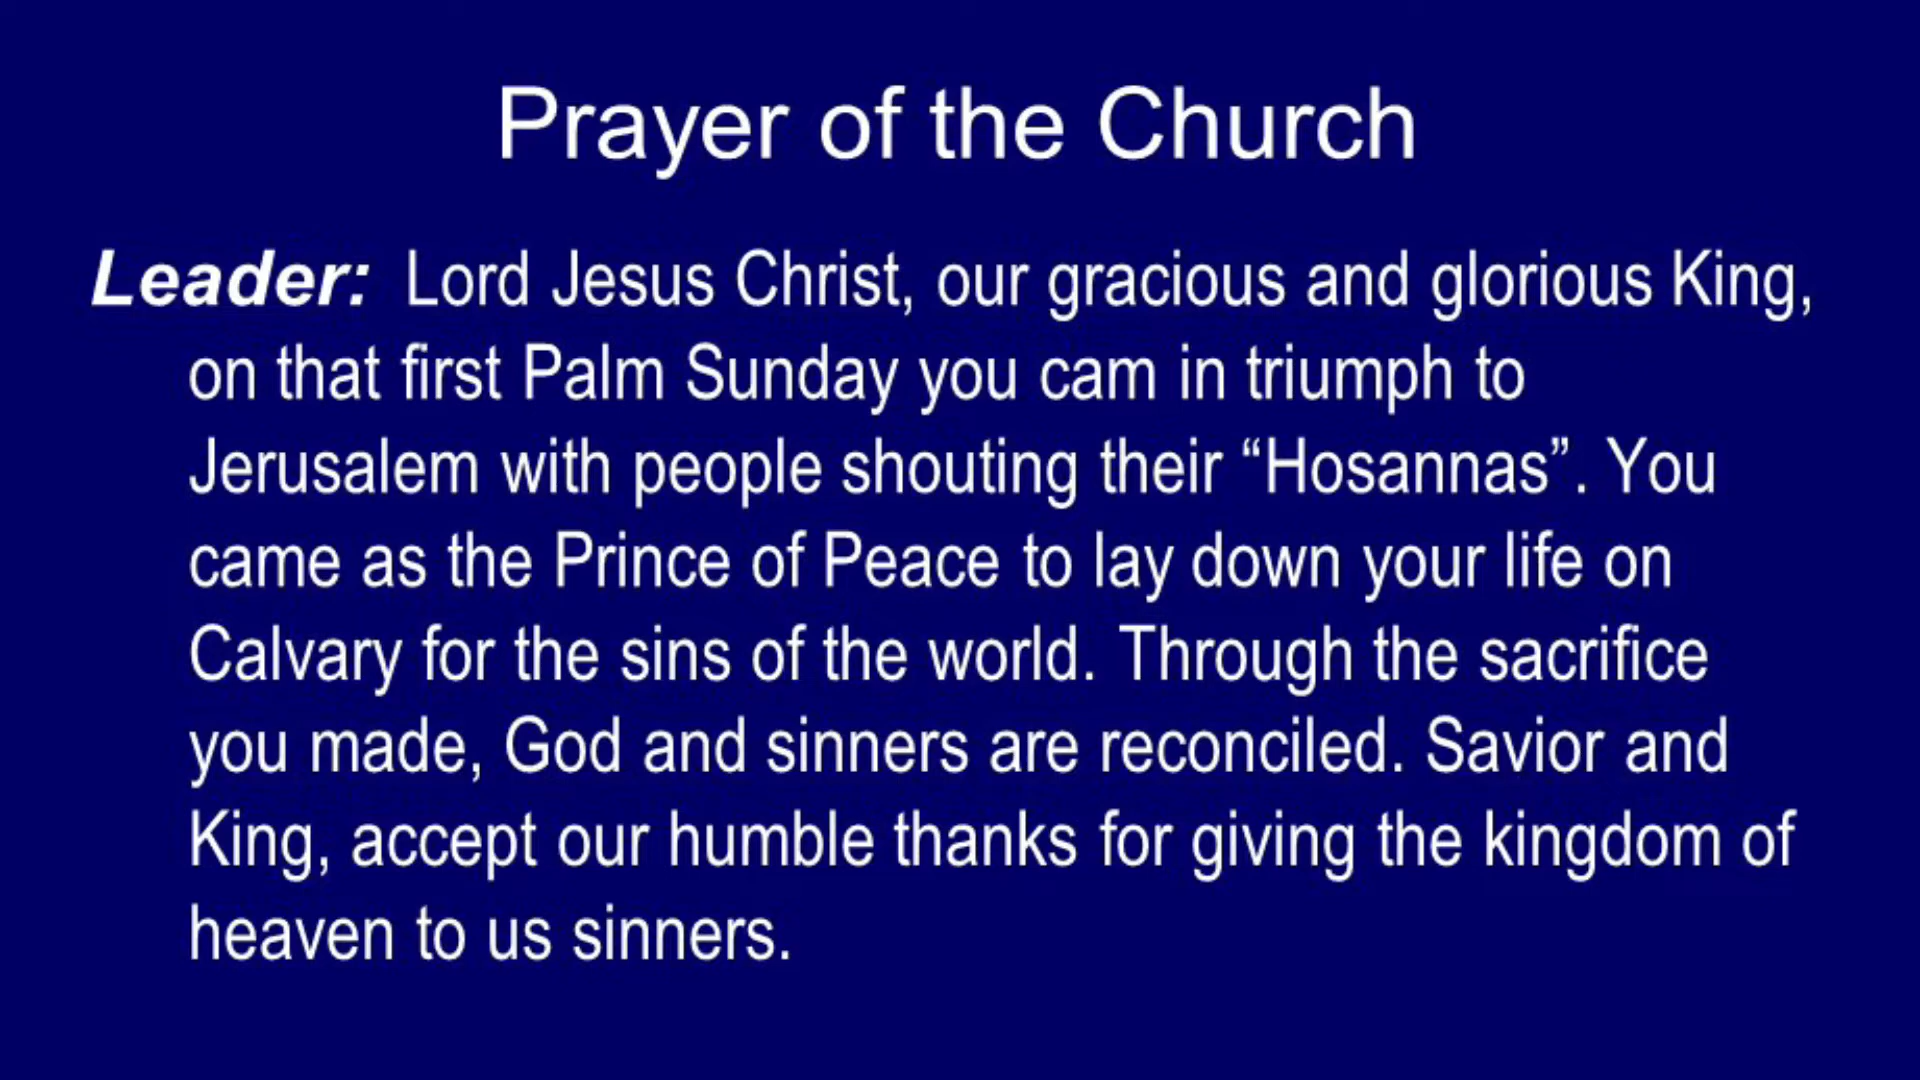 Prayer of the Church
Leader: Lord Jesus Christ, our gracious and glorious King,
on that first Palm Sunday you cam in triumph to
Jerusalem with people shouting their “Hosannas”. You
came as the Prince of Peace to lay down your life on
Calvary for the sins of the world. Through the sacrifice
you made, God and sinners are reconciled. Savior and
King, accept our humble thanks for giving the kingdom of
heaven to us sinners.